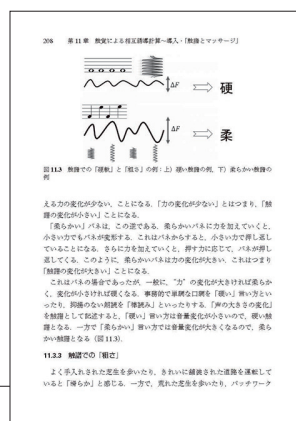 208 第11章 触覚による相互誘導計算〜導入・「触譜とマッサージ」
ΔF
硬
ΔF
柔
図11.3 触譜での「硬軟」と「粗さ」の例：上）硬い触譜の例，下）柔らかい触譜の
例
える力の変化が少ない，ことになる．「力の変化が少ない」とはつまり，「触
譜の変化が小さい」ことになる．
「柔らかい」バネは，この逆である．柔らかいバネに力を加えていくと，
小さい力でもバネが変形する．これはバネからすると，小さい力で押し返し
ていることになる．さらに力を加えていくと，押す力に応じて，バネが押し
返してくる．このように，柔らかいバネは力の変化が大きい．これはつまり
「触譜の変化が大きい」ことになる．
これはバネの場合であったが，一般に，“力”の変化が大きければ柔らか
く，変化が小さければ硬くなる．事務的で単調な口調を「硬い」言い方とい
ったり，抑揚のない朗読を「棒読み」といったりする．「声の大きさの変化」
を触譜として記述すると，「硬い」言い方は音量変化が小さいので，硬い触
譜となる．一方で「柔らかい」言い方では音量変化が大きくなるので，柔ら
かい触譜となる（図11.3）．
11.3.3 触譜での「粗さ」
よく手入れされた芝生を歩いたり，きれいに舗装された道路を運転して
いると「滑らか」と感じる．一方で，荒れた芝生を歩いたり，パッチワーク